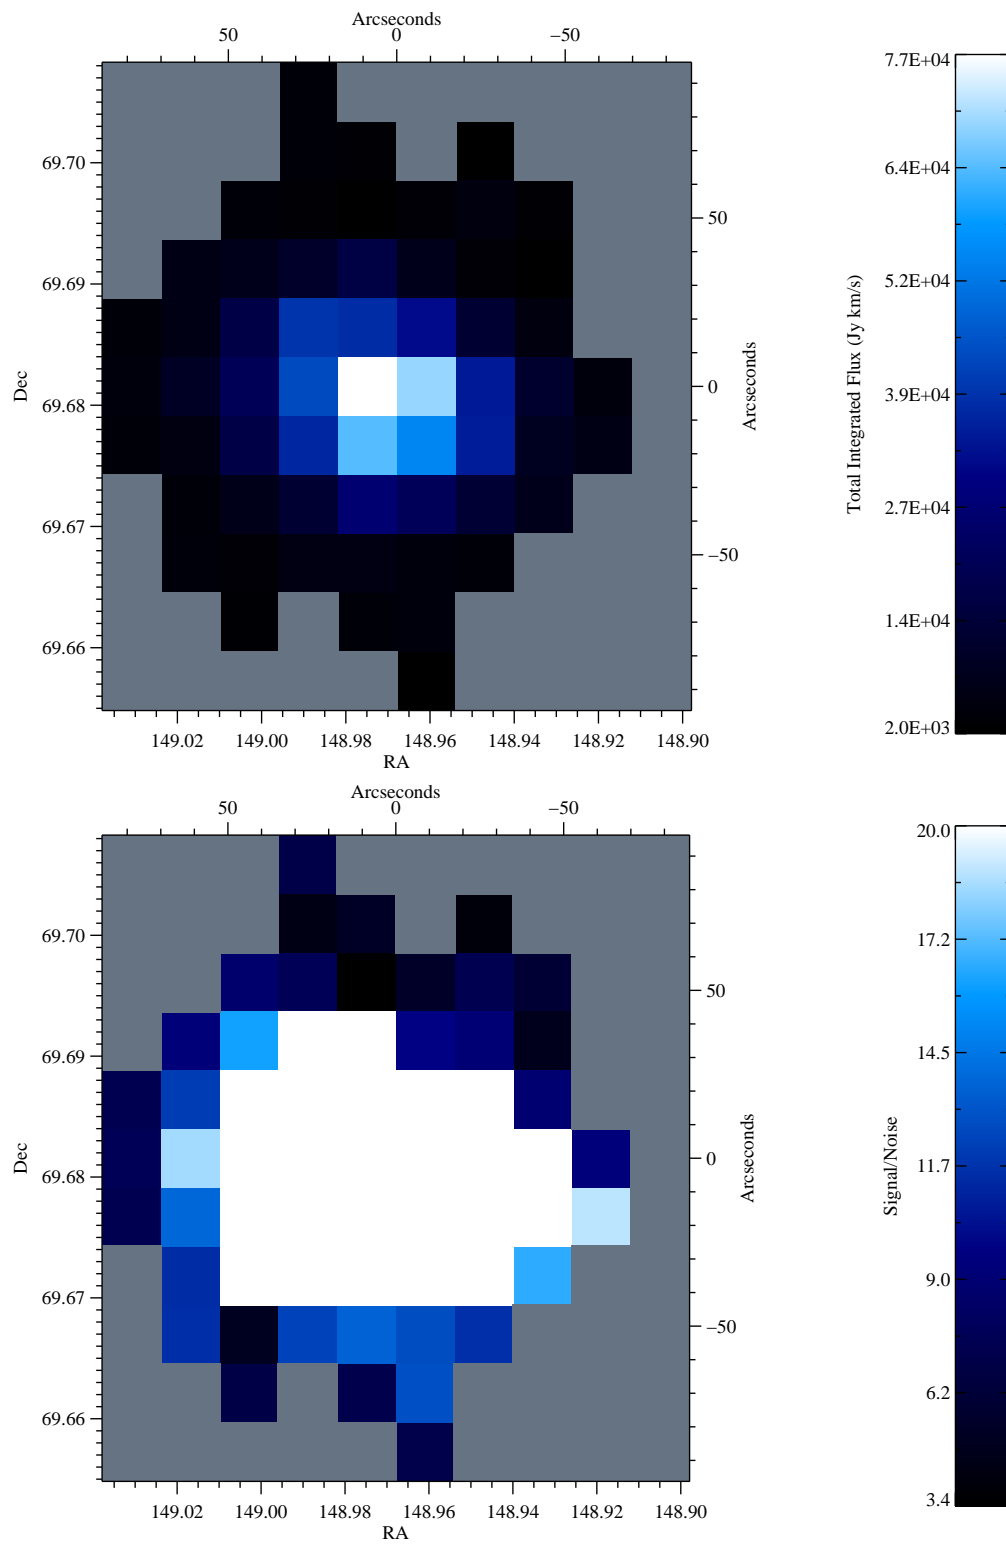 Arcseconds
50 0 −50
7.7E+04
69.70
6.4E+04
50
69.69
5.2E+04
Dec
69.68
0
Arcseconds
Total Integrated Flux (Jy km/s)
3.9E+04
2.7E+04
69.67
−50
1.4E+04
69.66
2.0E+03
149.02 149.00 148.98 148.96 148.94 148.92 148.90
RA
Arcseconds
50 0 −50
20.0
69.70
17.2
50
69.69
14.5
Dec
69.68
0
Arcseconds
Signal/Noise
11.7
9.0
69.67
−50
6.2
69.66
3.4
149.02 149.00 148.98 148.96 148.94 148.92 148.90
RA